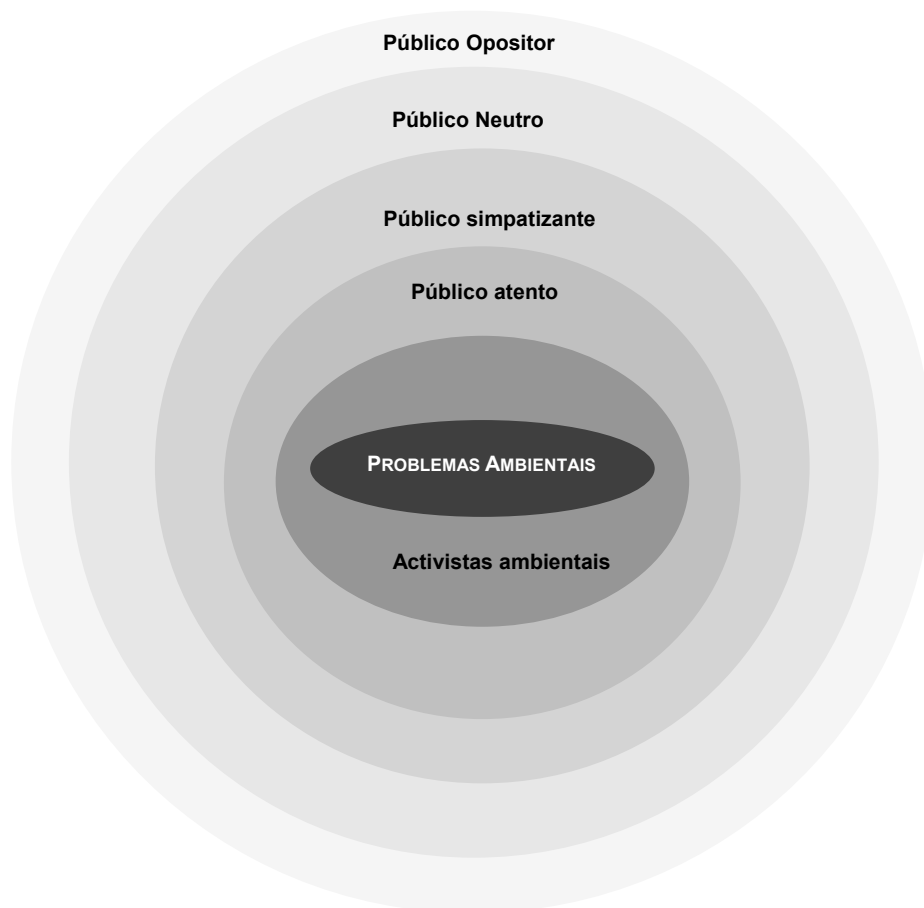 Público Opositor
Público Neutro
Público simpatizante
Público atento
PROBLEMAS AMBIENTAIS
Activistas ambientais